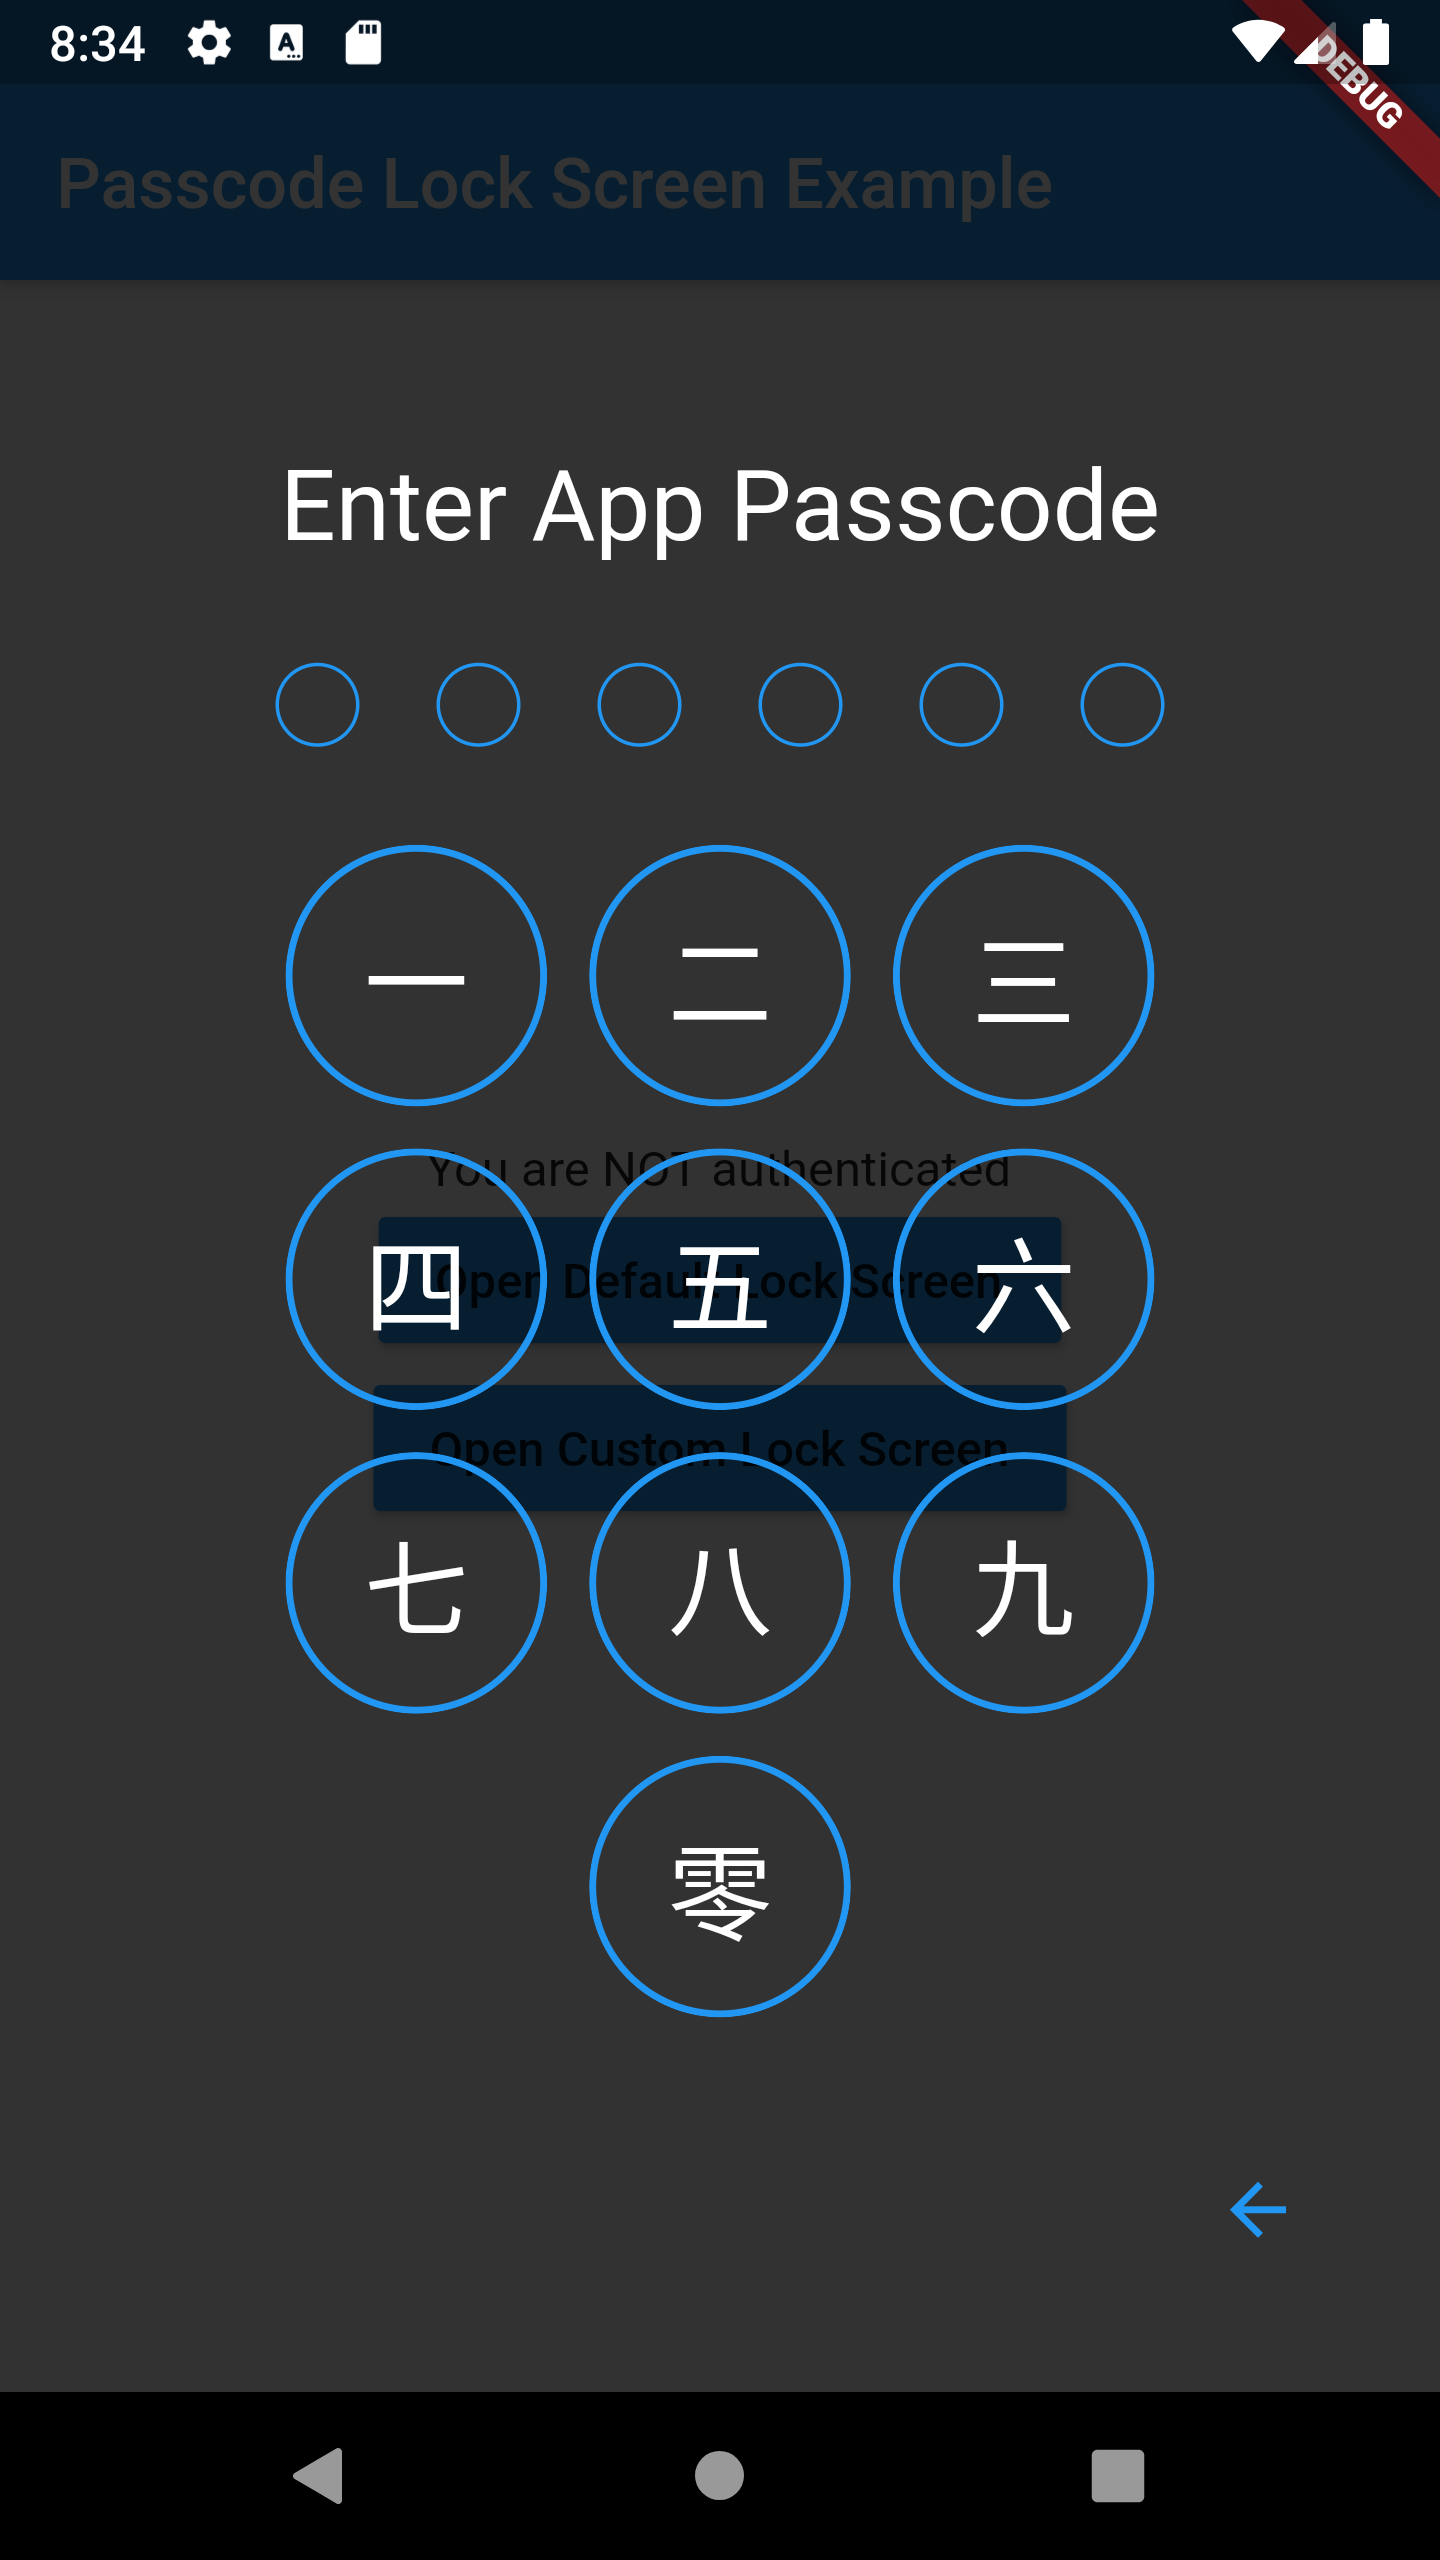 8:34
DEBUG
Passcode Lock Screen Example
Enter App Passcode
一 二 三
You are NOT authenticated
四 五 六
Open Default Lock Screen
Open Custom Lock Screen
七 八 九
零